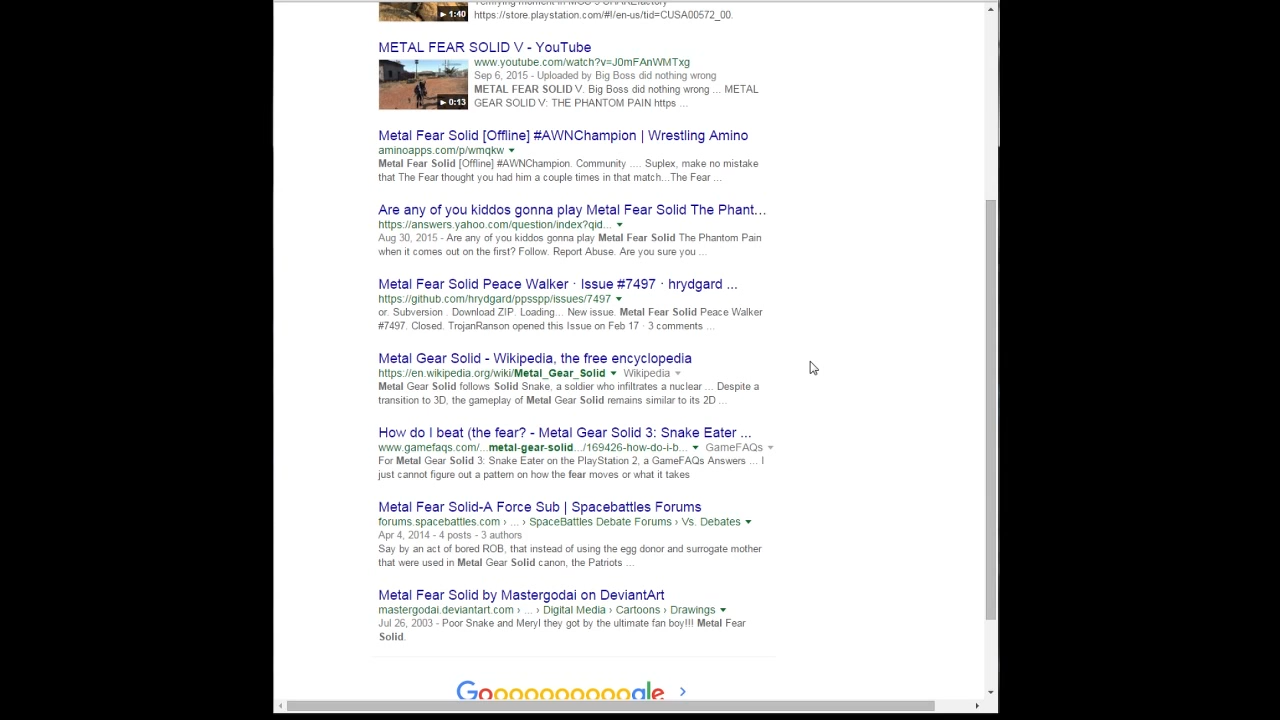 Terrifying moment in MGS 5 SHAREfactory
1:40
https://store.playstation.com/#!/en-us/tid=CUSA00572_00.
METAL FEAR SOLID V - YouTube
www.youtube.com/watch?v=J0mFAnWMTxg
Sep 6, 2015 - Uploaded by Big Boss did nothing wrong
METAL FEAR SOLID V. Big Boss did nothing wrong ... METAL
0:13
GEAR SOLID V: THE PHANTOM PAIN https ...
Metal Fear Solid [Offline] #AWNChampion | Wrestling Amino
aminoapps.com/p/wmqkw
Metal Fear Solid [Offline] #AWNChampion. Community .... Suplex, make no mistake
that The Fear thought you had him a couple times in that match...The Fear ...
Are any of you kiddos gonna play Metal Fear Solid The Phant...
https://answers.yahoo.com/question/index?qid...
Aug 30, 2015 - Are any of you kiddos gonna play Metal Fear Solid The Phantom Pain
when it comes out on the first? Follow. Report Abuse. Are you sure you ...
Metal Fear Solid Peace Walker · Issue #7497 · hrydgard ...
https://github.com/hrydgard/ppsspp/issues/7497
or. Subversion . Download ZIP. Loading... New issue. Metal Fear Solid Peace Walker
#7497. Closed. TrojanRanson opened this Issue on Feb 17 · 3 comments ...
Metal Gear Solid - Wikipedia, the free encyclopedia
https://en.wikipedia.org/wiki/Metal_Gear_Solid Wikipedia
Metal Gear Solid follows Solid Snake, a soldier who infiltrates a nuclear ... Despite a
transition to 3D, the gameplay of Metal Gear Solid remains similar to its 2D ...
How do I beat (the fear? - Metal Gear Solid 3: Snake Eater ...
www.gamefaqs.com/...metal-gear-solid.../169426-how-do-i-b... GameFAQs
For Metal Gear Solid 3: Snake Eater on the PlayStation 2, a GameFAQs Answers ... I
just cannot figure out a pattern on how the fear moves or what it takes
Metal Fear Solid-A Force Sub | Spacebattles Forums
forums.spacebattles.com › ... › SpaceBattles Debate Forums › Vs. Debates
Apr 4, 2014 - 4 posts - 3 authors
Say by an act of bored ROB, that instead of using the egg donor and surrogate mother
that were used in Metal Gear Solid canon, the Patriots ...
Metal Fear Solid by Mastergodai on DeviantArt
mastergodai.deviantart.com › ... › Digital Media › Cartoons › Drawings
Jul 26, 2003 - Poor Snake and Meryl they got by the ultimate fan boy!!! Metal Fear
Solid.
Goooooooooogle